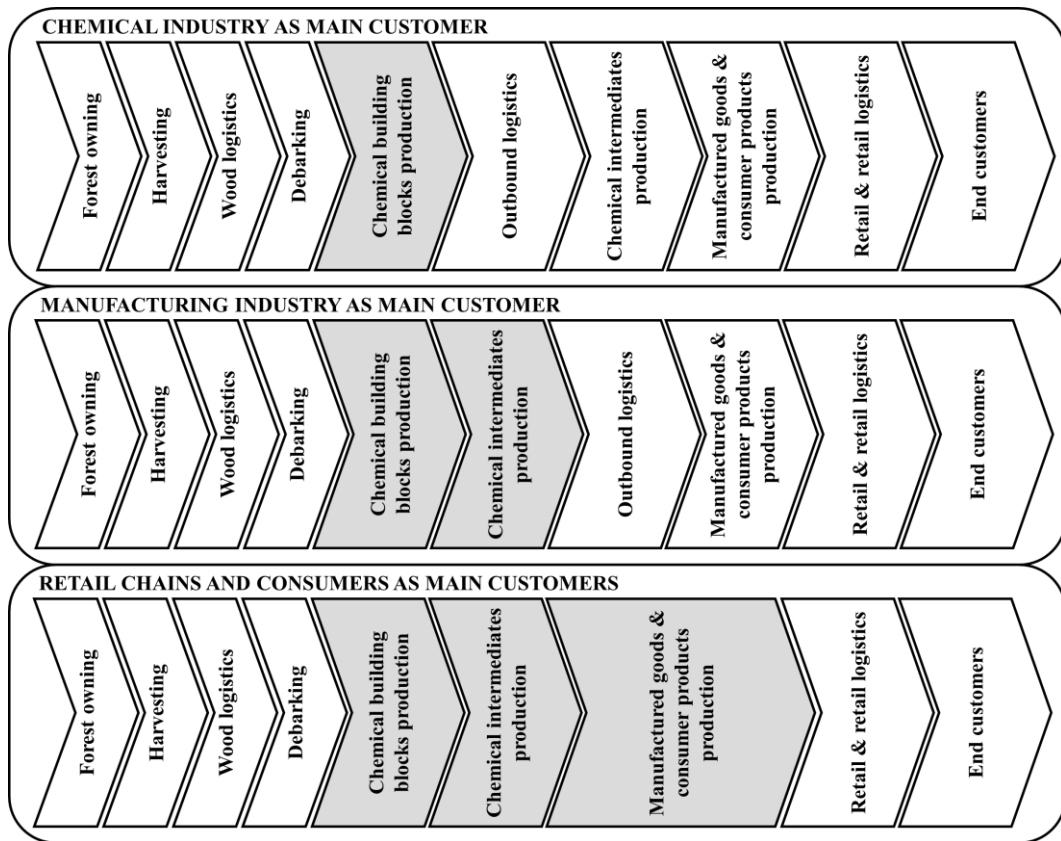 CHEMICAL INDUSTRY AS MAIN CUSTOMER
Forest owning
Harvesting
Wood logistics
Debarking
Chemical building
blocks production
Outbound logistics
Chemical intermediates
production
Manufactured goods &
consumer products
production
Retail & retail logistics
End customers
MANUFACTURING INDUSTRY AS MAIN CUSTOMER
Forest owning
Harvesting
Wood logistics
Debarking
Chemical building
blocks production
Chemical intermediates
production
Outbound logistics
Manufactured goods &
consumer products
production
Retail & retail logistics
End customers
RETAIL CHAINS AND CONSUMERS AS MAIN CUSTOMERS
Forest owning
Harvesting
Wood logistics
Debarking
Chemical building
blocks production
Chemical intermediates
production
Manufactured goods &
consumer products
production
Retail & retail logistics
End customers